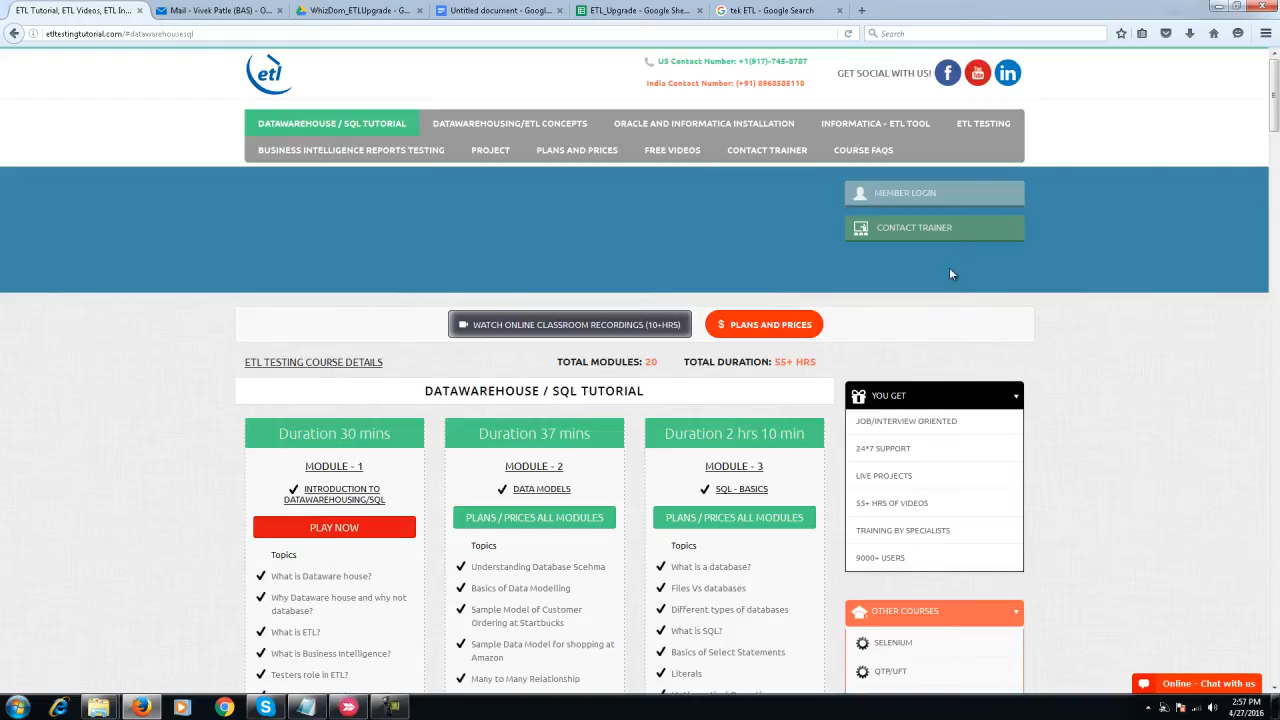 Mail - Vivek Patle(BAS) - O...
WhizDom_ETLUpgrade - G...
Untitled document - Googl...
ETL_Upgrade - Google She...
tek ETL - Google Search
ETL Tutorial, ETL Videos, ETL In...
etltestingtutorial.com/#datawarehousesql
Search
etl
US Contact Number: +1(917)-745-8787
India Contact Number: (+91) 8968585110
GET SOCIAL WITH US!
f
You Tube
in
DATAWAREHOUSE / SQL TUTORIAL
DATAWAREHOUSING/ETL CONCEPTS
ORACLE AND INFORMATICA INSTALLATION
INFORMATICA - ETL TOOL
ETL TESTING
BUSINESS INTELLIGENCE REPORTS TESTING
PROJECT
PLANS AND PRICES
FREE VIDEOS
CONTACT TRAINER
COURSE FAQS
MEMBER LOGIN
CONTACT TRAINER
WATCH ONLINE CLASSROOM RECORDINGS (10+HRS)
$ PLANS AND PRICES
ETL TESTING COURSE DETAILS
TOTAL MODULES: 20
TOTAL DURATION: 55+ HRS
DATAWAREHOUSE / SQL TUTORIAL
Duration 30 mins
MODULE - 1
INTRODUCTION TO
DATAWAREHOUSING/SQL
PLAY NOW
Topics
What is Dataware house?
Why Dataware house and why not
database?
What is ETL?
What is Business Intelligence?
Testers role in ETL?
Duration 37 mins
MODULE - 2
DATA MODELS
PLANS / PRICES ALL MODULES
Topics
Understanding Database Scehma
Basics of Data Modelling
Sample Model of Customer
Ordering at Startbucks
Sample Data Model for shopping at
Amazon
Many to Many Relationship
Duration 2 hrs 10 min
MODULE - 3
SQL - BASICS
PLANS / PRICES ALL MODULES
Topics
What is a database?
Files Vs databases
Different types of databases
What is SQL?
Basics of Select Statements
Literals
YOU GET
JOB/INTERVIEW ORIENTED
24*7 SUPPORT
LIVE PROJECTS
55+ HRS OF VIDEOS
TRAINING BY SPECIALISTS
9000+ USERS
OTHER COURSES
SELENIUM
QTP/UFT
Online - Chat with us
2:57 PM
4/27/2016